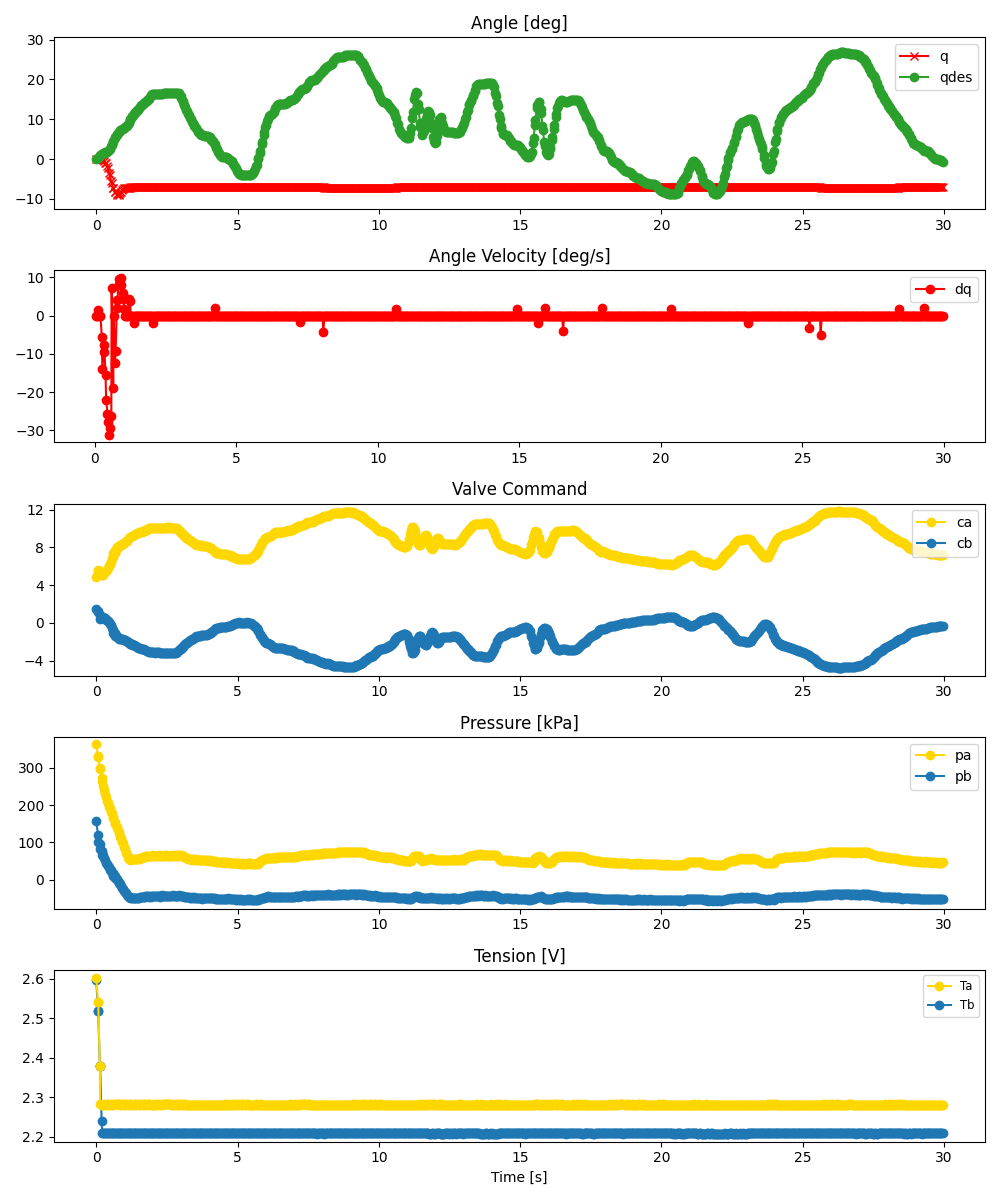 Angle [deg]
30
20
10
0
−10
q
qdes
0 5 10 15 20 25 30
Angle Velocity [deg/s]
10
0
−10
−20
−30
dq
0 5 10 15 20 25 30
Valve Command
12
8
4
0
−4
ca
cb
0 5 10 15 20 25 30
Pressure [kPa]
300
200
100
0
pa
pb
0 5 10 15 20 25 30
Tension [V]
2.6
2.5
2.4
2.3
2.2
Ta
Tb
0 5 10 15 20 25 30
Time [s]